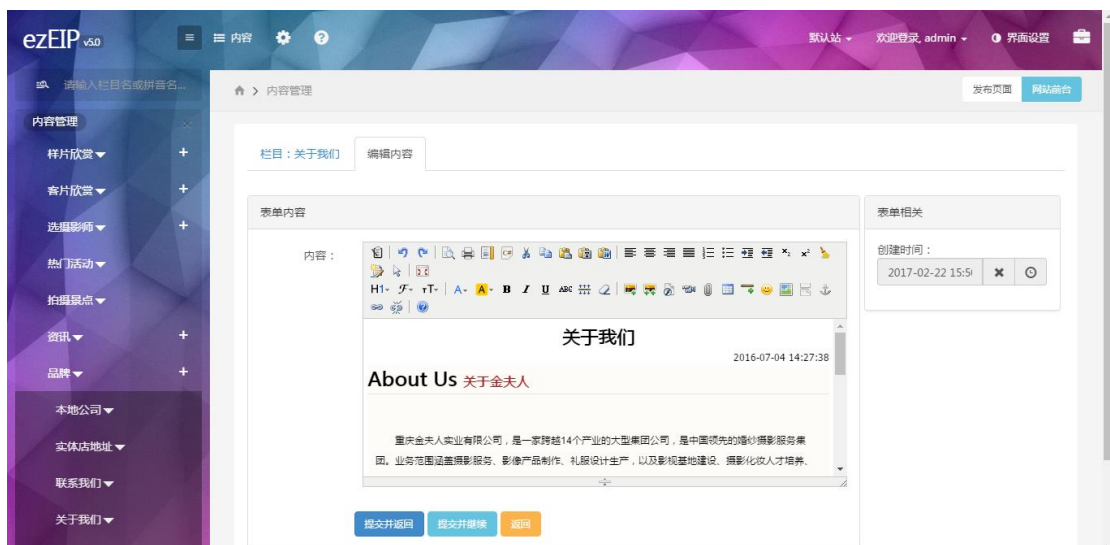 ezEIP v5.0
内容
默认站
欢迎登录, admin
界面设置
请输入栏目名或拼音名...
内容管理
发布页面
网站前台
内容管理
样片欣赏
客片欣赏
选摄影师
热门活动
拍摄景点
资讯
品牌
本地公司
实体店地址
联系我们
关于我们
栏目：关于我们
编辑内容
表单内容
内容：
H1
关于我们
2016-07-04 14:27:38
About Us 关于金夫人
重庆金夫人实业有限公司，是一家跨越14个产业的大型集团公司，是中国领先的婚纱摄影服务集
团。业务范围涵盖摄影服务、影像产品制作、礼服设计生产，以及影视基地建设、摄影化妆人才培养、
提交并返回
提交并继续
返回
表单相关
创建时间：
2017-02-22 15:5